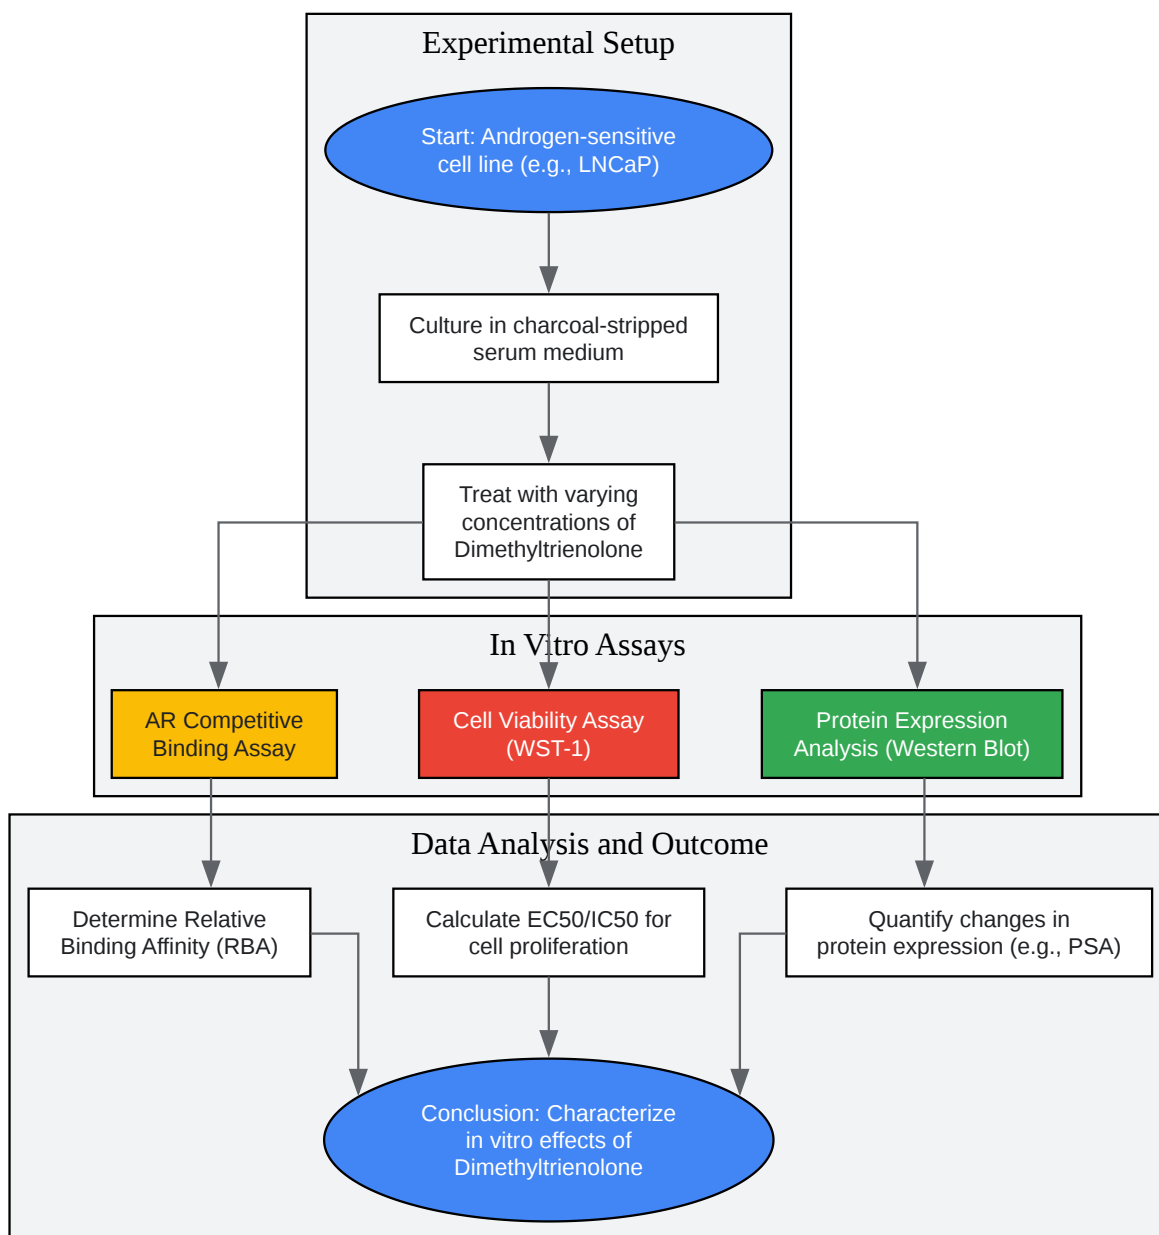 Experimental Setup
Start: Androgen-sensitive
cell line (e.g., LNCaP)
Culture in charcoal-stripped
serum medium
Treat with varying
concentrations of
Dimethyltrienolone
In Vitro Assays
AR Competitive
Binding Assay
Cell Viability Assay
(WST-1)
Protein Expression
Analysis (Western Blot)
Data Analysis and Outcome
Determine Relative
Binding Affinity (RBA)
Calculate EC50/IC50 for
cell proliferation
Quantify changes in
protein expression (e.g., PSA)
Conclusion: Characterize
in vitro effects of
Dimethyltrienolone